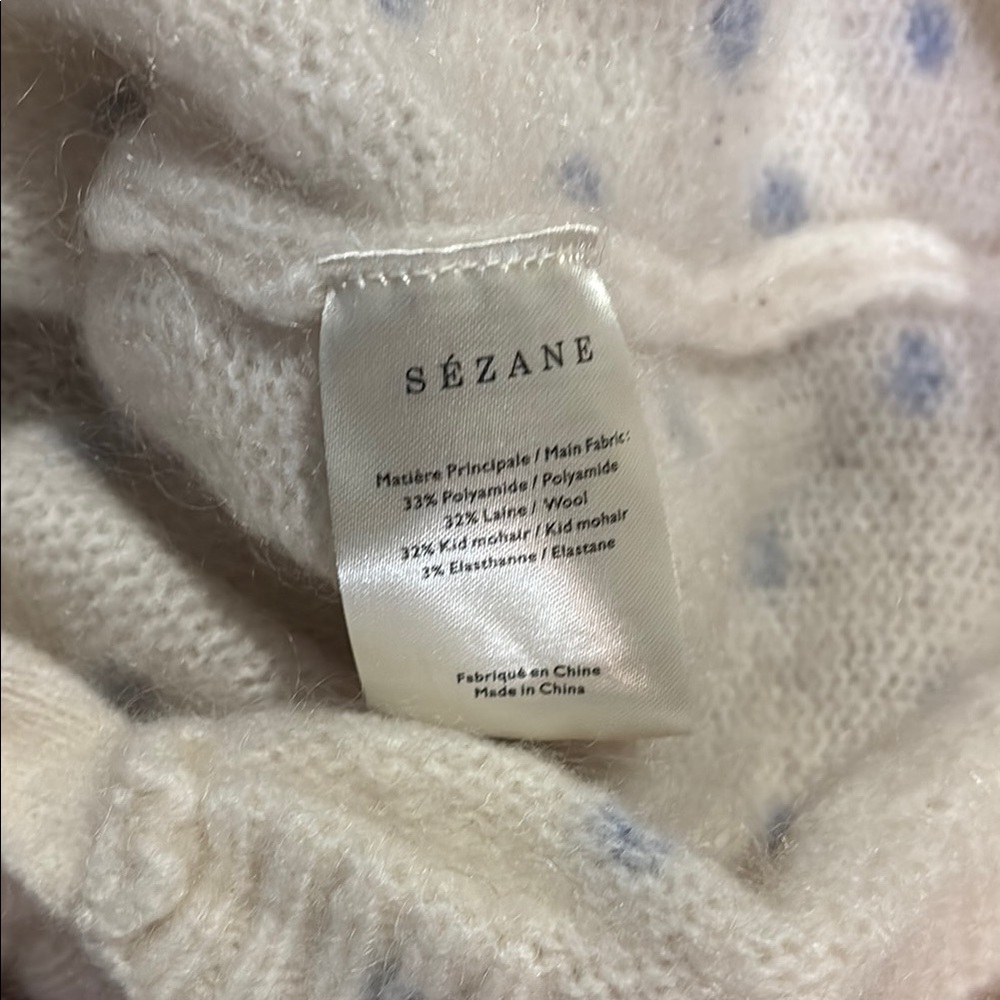 SÉZANE
Matière Principale / Main Fabric:
33% Polyamide / Polyamide
32% Laine / Wool
32% Kid mohair / Kid mohair
3% Elasthanne / Elastane
Fabriqué en Chine
Made in China